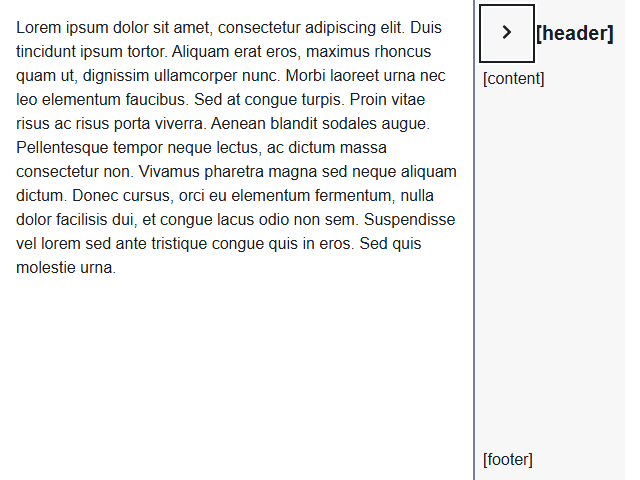 Lorem ipsum dolor sit amet, consectetur adipiscing elit. Duis
tincidunt ipsum tortor. Aliquam erat eros, maximus rhoncus
quam ut, dignissim ullamcorper nunc. Morbi laoreet urna nec
leo elementum faucibus. Sed at congue turpis. Proin vitae
risus ac risus porta viverra. Aenean blandit sodales augue.
Pellentesque tempor neque lectus, ac dictum massa
consectetur non. Vivamus pharetra magna sed neque aliquam
dictum. Donec cursus, orci eu elementum fermentum, nulla
dolor facilisis dui, et congue lacus odio non sem. Suspendisse
vel lorem sed ante tristique congue quis in eros. Sed quis
molestie urna.
[header]
[content]
[footer]